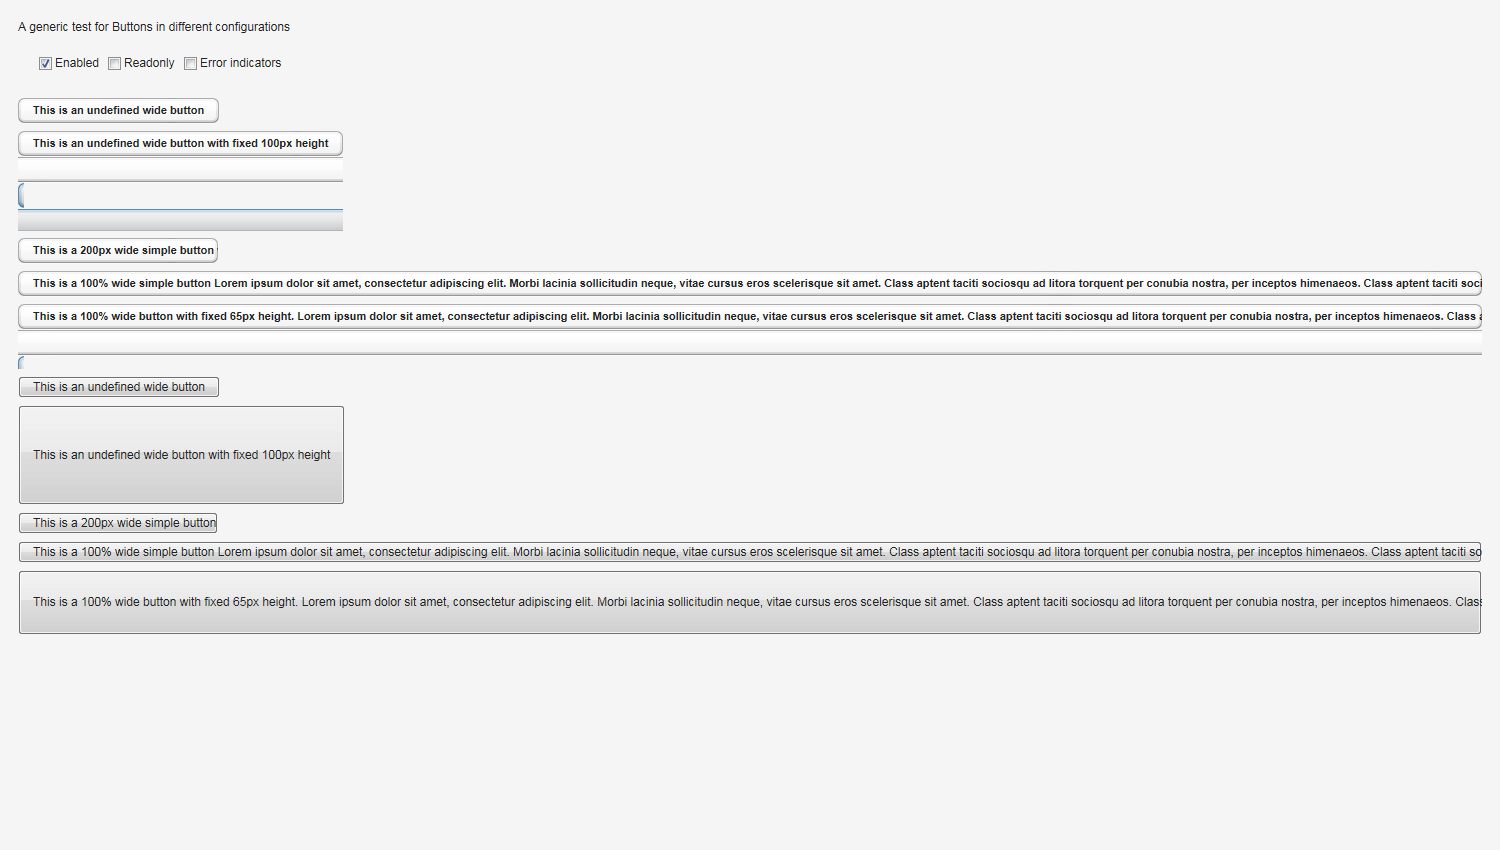 A generic test for Buttons in different configurations
Enabled Readonly Error indicators
This is an undefined wide button
This is an undefined wide button with fixed 100px height
This is a 200px wide simple button
This is a 100% wide simple button Lorem ipsum dolor sit amet, consectetur adipiscing elit. Morbi lacinia sollicitudin neque, vitae cursus eros scelerisque sit amet. Class aptent taciti sociosqu ad litora torquent per conubia nostra, per inceptos himenaeos. Class aptent taciti soci
This is a 100% wide button with fixed 65px height. Lorem ipsum dolor sit amet, consectetur adipiscing elit. Morbi lacinia sollicitudin neque, vitae cursus eros scelerisque sit amet. Class aptent taciti sociosqu ad litora torquent per conubia nostra, per inceptos himenaeos. Class
This is an undefined wide button
This is an undefined wide button with fixed 100px height
This is a 200px wide simple button
This is a 100% wide simple button Lorem ipsum dolor sit amet, consectetur adipiscing elit. Morbi lacinia sollicitudin neque, vitae cursus eros scelerisque sit amet. Class aptent taciti sociosqu ad litora torquent per conubia nostra, per inceptos himenaeos. Class aptent taciti so
This is a 100% wide button with fixed 65px height. Lorem ipsum dolor sit amet, consectetur adipiscing elit. Morbi lacinia sollicitudin neque, vitae cursus eros scelerisque sit amet. Class aptent taciti sociosqu ad litora torquent per conubia nostra, per inceptos himenaeos. Clas